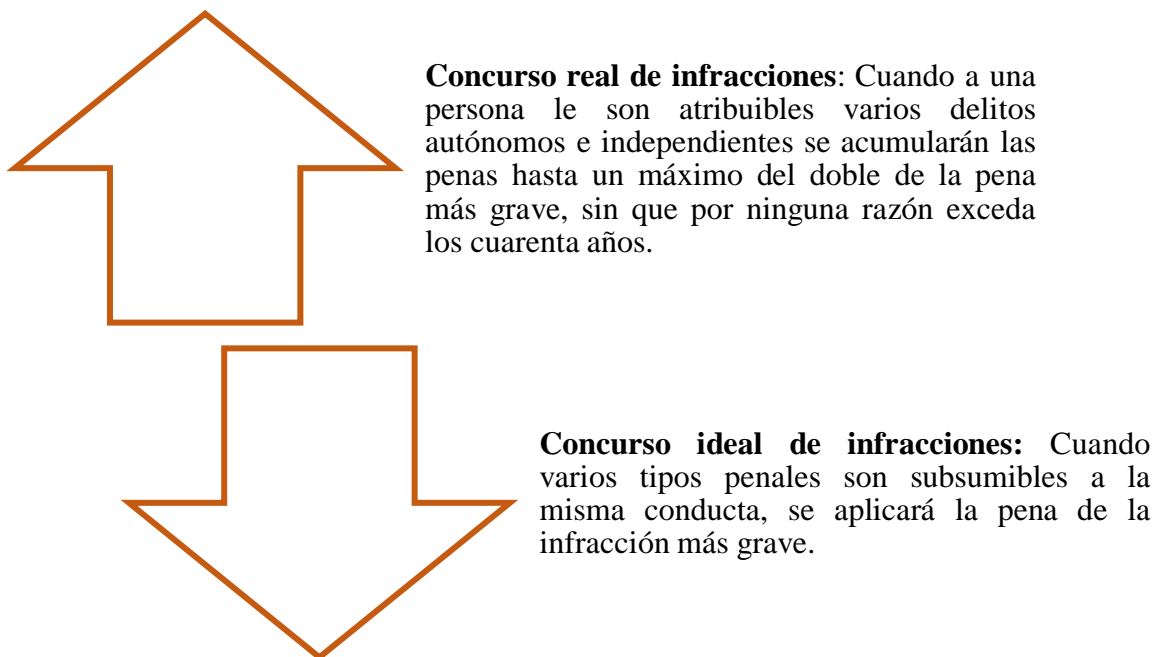 Concurso real de infracciones: Cuando a una
persona le son atribuibles varios delitos
autónomos e independientes se acumularán las
penas hasta un máximo del doble de la pena
más grave, sin que por ninguna razón exceda
los cuarenta años.
Concurso ideal de infracciones: Cuando
varios tipos penales son subsumibles a la
misma conducta, se aplicará la pena de la
infracción más grave.